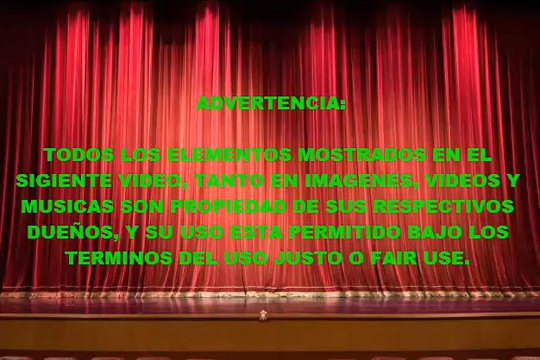 ADVERTENCIA:
TODOS LOS ELEMENTOS MOSTRADOS EN EL
SIGIENTE VIDEO, TANTO EN IMAGENES, VIDEOS Y
MUSICAS SON PROPIEDAD DE SUS RESPECTIVOS
DUEÑOS, Y SU USO ESTA PERMITIDO BAJO LOS
TERMINOS DEL USO JUSTO O FAIR USE.